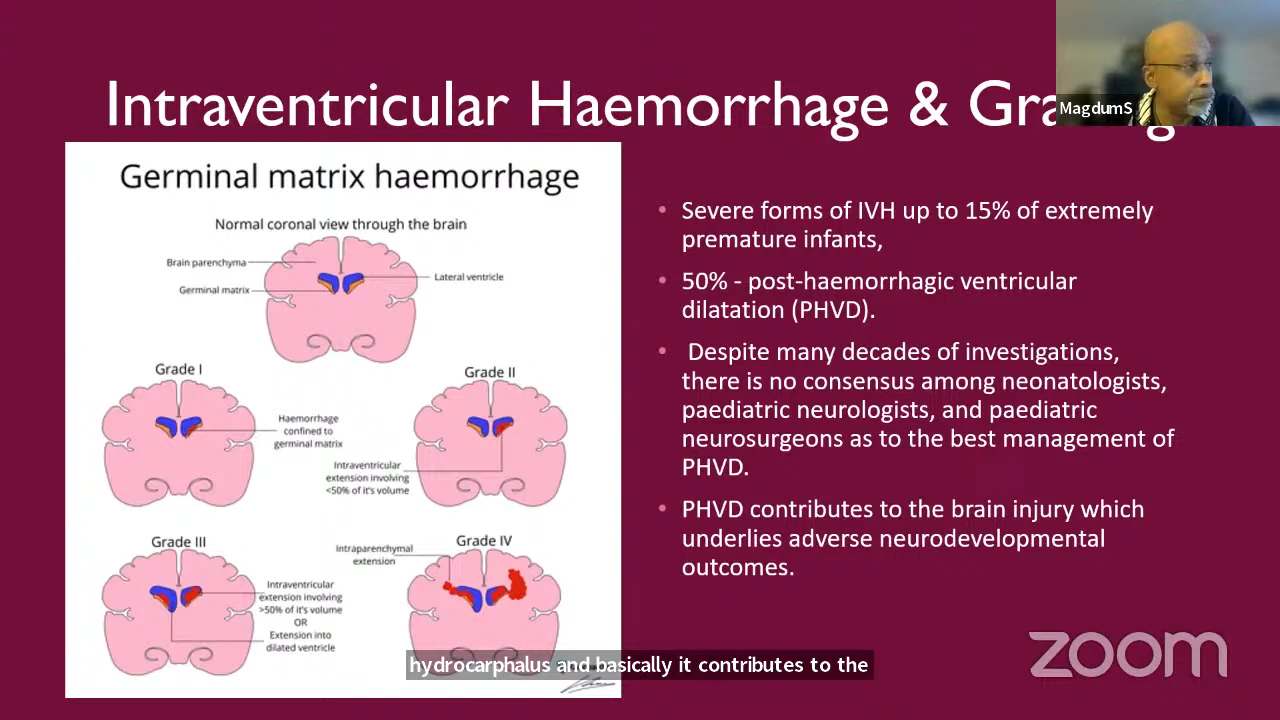 Intraventricular Haemorrhage & Gra
g
MagdumS
Germinal matrix haemorrhage
Normal coronal view through the brain
Brain parenchyma
Lateral ventricle
Germinal matrix
Grade I
Grade II
Haemorrhage
confined to
germinal matrix
Intraventricular
extension involving
<50% of it's volume
Grade III
Grade IV
Intraparenchymal
extension
Intraventricular
extension involving
>50% of it's volume
OR
Extension into
dilated ventricle
• Severe forms of IVH up to 15% of extremely
premature infants,
• 50% - post-haemorrhagic ventricular
dilatation (PHVD).
• Despite many decades of investigations,
there is no consensus among neonatologists,
paediatric neurologists, and paediatric
neurosurgeons as to the best management of
PHVD.
• PHVD contributes to the brain injury which
underlies adverse neurodevelopmental
outcomes.
hydrocarphalus and basically it contributes to the
zoom